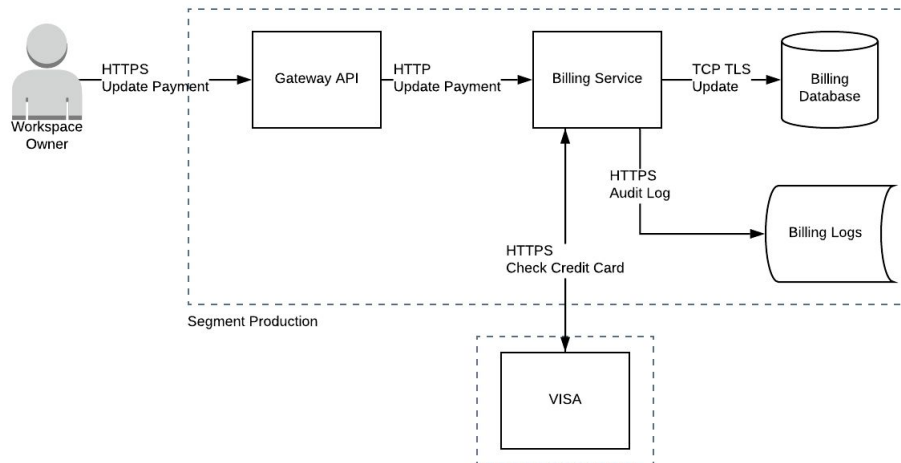 HTTPS
Update Payment
Workspace
Owner
Gateway API
HTTP
Update Payment
Billing Service
TCP TLS
Update
Billing
Database
HTTPS
Audit Log
Billing Logs
HTTPS
Check Credit Card
Segment Production
VISA